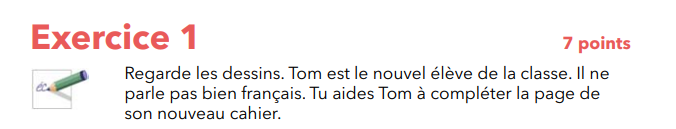 Exercice 1
7 points
Regarde les dessins. Tom est le nouvel élève de la classe. Il ne
parle pas bien français. Tu aides Tom à compléter la page de
son nouveau cahier.